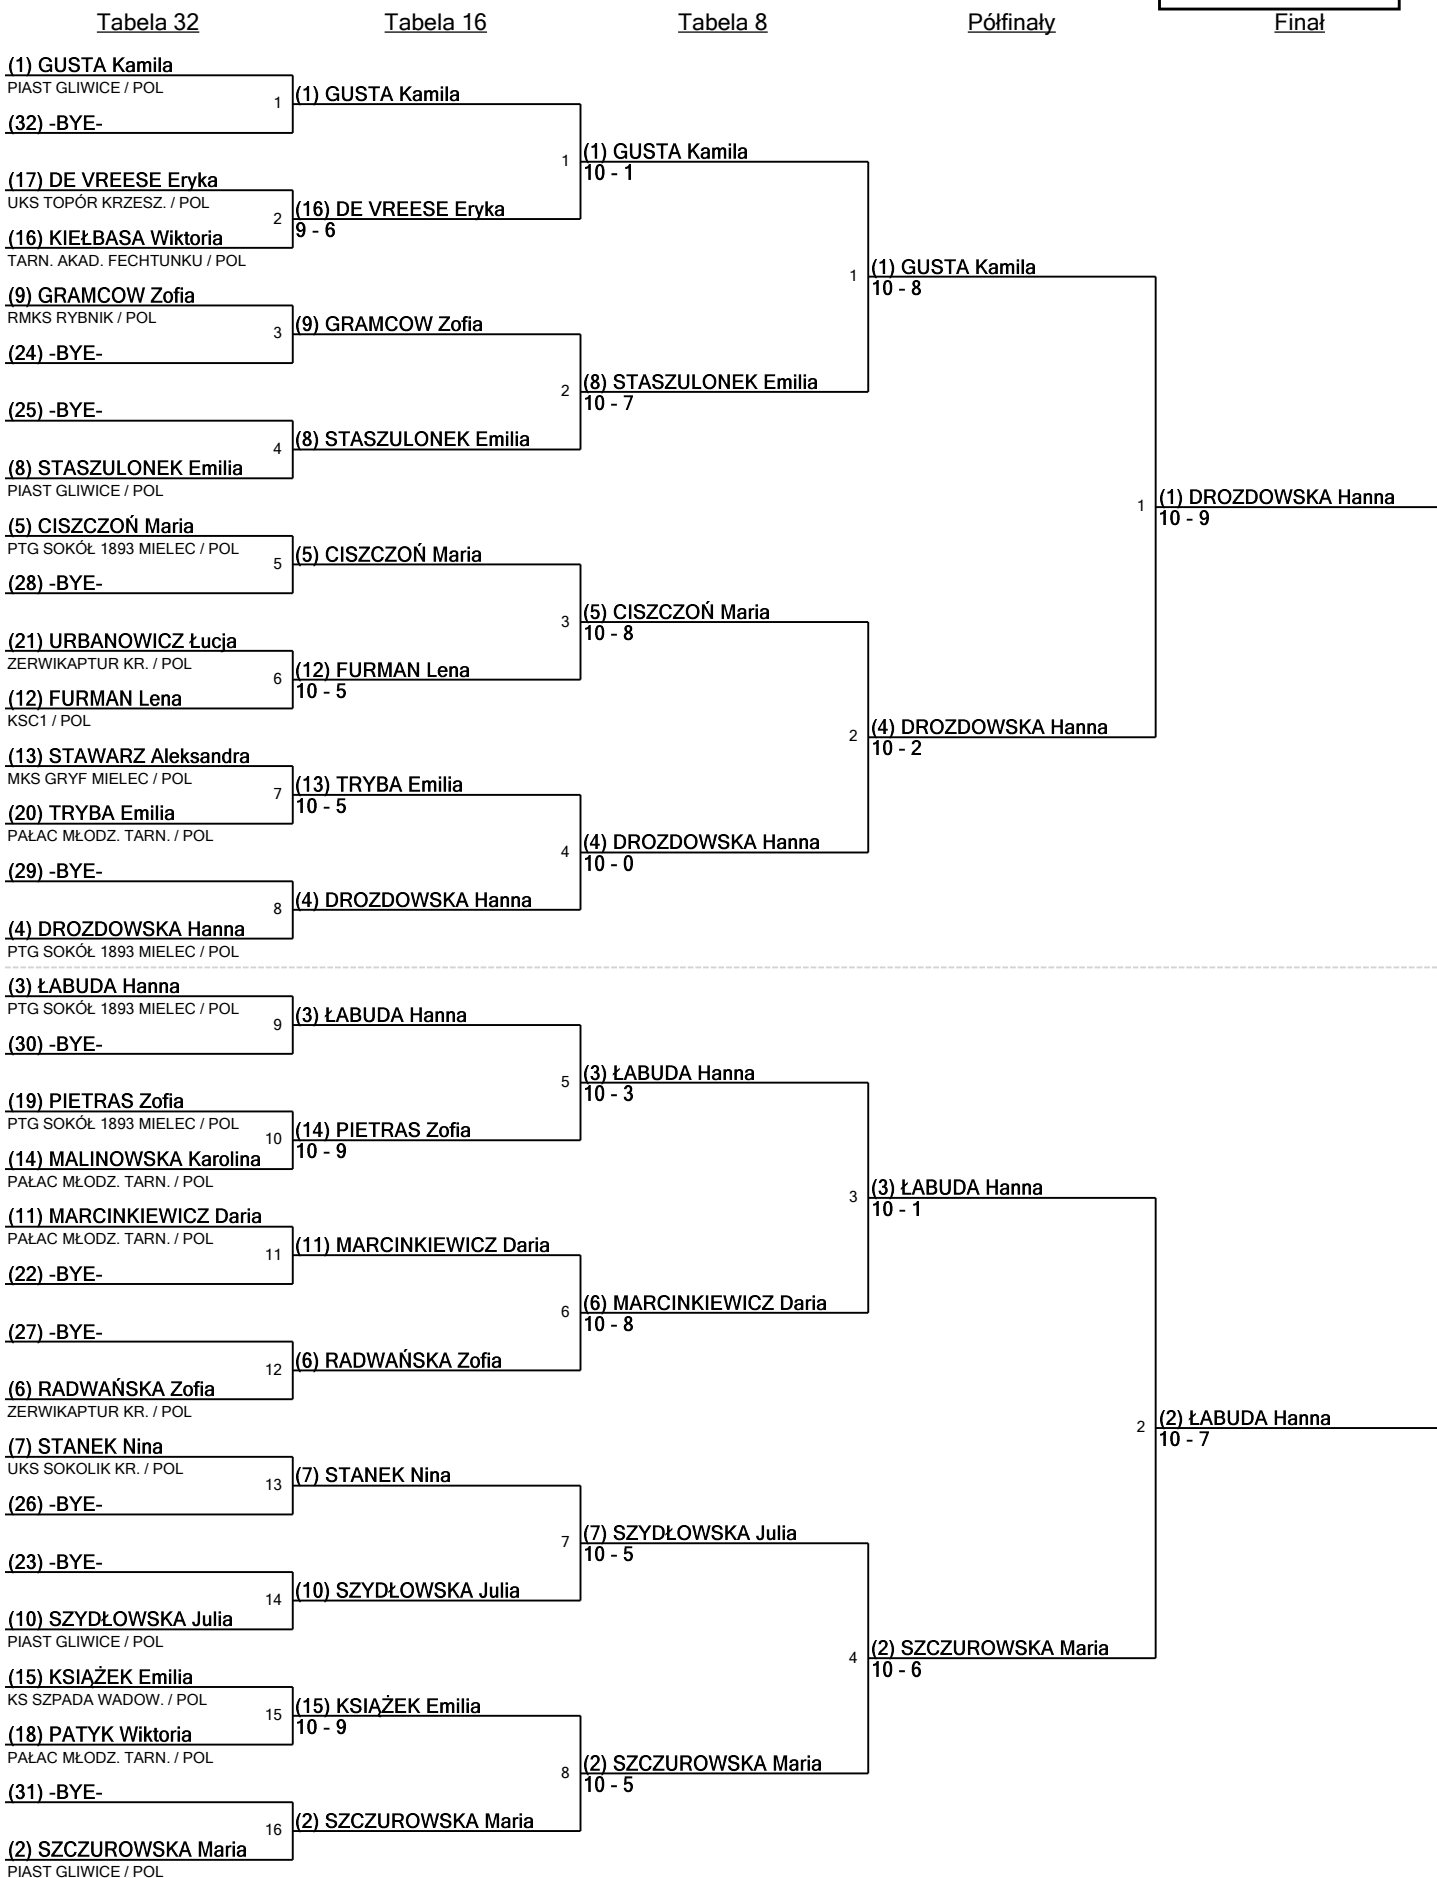 Tabela 32
Tabela 16
Tabela 8
Półfinały
Finał
(1) GUSTA Kamila
PIAST GLIWICE / POL
1
(32) -BYE-
(17) DE VREESE Eryka
UKS TOPÓR KRZESZ. / POL
2
(16) KIEŁBASA Wiktoria
TARN. AKAD. FECHTUNKU / POL
(9) GRAMCOW Zofia
RMKS RYBNIK / POL
3
(24) -BYE-
(25) -BYE-
4
(8) STASZULONEK Emilia
PIAST GLIWICE / POL
(5) CISZCZOŃ Maria
PTG SOKÓŁ 1893 MIELEC / POL
5
(28) -BYE-
(21) URBANOWICZ Łucja
ZERWIKAPTUR KR. / POL
6
(12) FURMAN Lena
KSC1 / POL
(13) STAWARZ Aleksandra
MKS GRYF MIELEC / POL
7
(20) TRYBA Emilia
PAŁAC MŁODZ. TARN. / POL
(29) -BYE-
8
(4) DROZDOWSKA Hanna
PTG SOKÓŁ 1893 MIELEC / POL
(3) ŁABUDA Hanna
PTG SOKÓŁ 1893 MIELEC / POL
9
(30) -BYE-
(19) PIETRAS Zofia
PTG SOKÓŁ 1893 MIELEC / POL
10
(14) MALINOWSKA Karolina
PAŁAC MŁODZ. TARN. / POL
(11) MARCINKIEWICZ Daria
PAŁAC MŁODZ. TARN. / POL
11
(22) -BYE-
(27) -BYE-
12
(6) RADWAŃSKA Zofia
ZERWIKAPTUR KR. / POL
(7) STANEK Nina
UKS SOKOLIK KR. / POL
13
(26) -BYE-
(23) -BYE-
14
(10) SZYDŁOWSKA Julia
PIAST GLIWICE / POL
(15) KSIĄŻEK Emilia
KS SZPADA WADOW. / POL
15
(18) PATYK Wiktoria
PAŁAC MŁODZ. TARN. / POL
(31) -BYE-
16
(2) SZCZUROWSKA Maria
PIAST GLIWICE / POL
(1) GUSTA Kamila
1
(16) DE VREESE Eryka
9 - 6
(9) GRAMCOW Zofia
2
(8) STASZULONEK Emilia
(5) CISZCZOŃ Maria
3
(12) FURMAN Lena
10 - 5
(13) TRYBA Emilia
10 - 5
4
(4) DROZDOWSKA Hanna
(3) ŁABUDA Hanna
5
(14) PIETRAS Zofia
10 - 9
(11) MARCINKIEWICZ Daria
6
(6) RADWAŃSKA Zofia
(7) STANEK Nina
7
(10) SZYDŁOWSKA Julia
(15) KSIĄŻEK Emilia
10 - 9
8
(2) SZCZUROWSKA Maria
(1) GUSTA Kamila
10 - 1
1
(8) STASZULONEK Emilia
10 - 7
(5) CISZCZOŃ Maria
10 - 8
2
(4) DROZDOWSKA Hanna
10 - 0
(3) ŁABUDA Hanna
10 - 3
3
(6) MARCINKIEWICZ Daria
10 - 8
(7) SZYDŁOWSKA Julia
10 - 5
4
(2) SZCZUROWSKA Maria
10 - 5
(1) GUSTA Kamila
10 - 8
1
(4) DROZDOWSKA Hanna
10 - 2
(3) ŁABUDA Hanna
10 - 1
2
(2) SZCZUROWSKA Maria
10 - 6
(1) DROZDOWSKA Hanna
10 - 9
(2) ŁABUDA Hanna
10 - 7